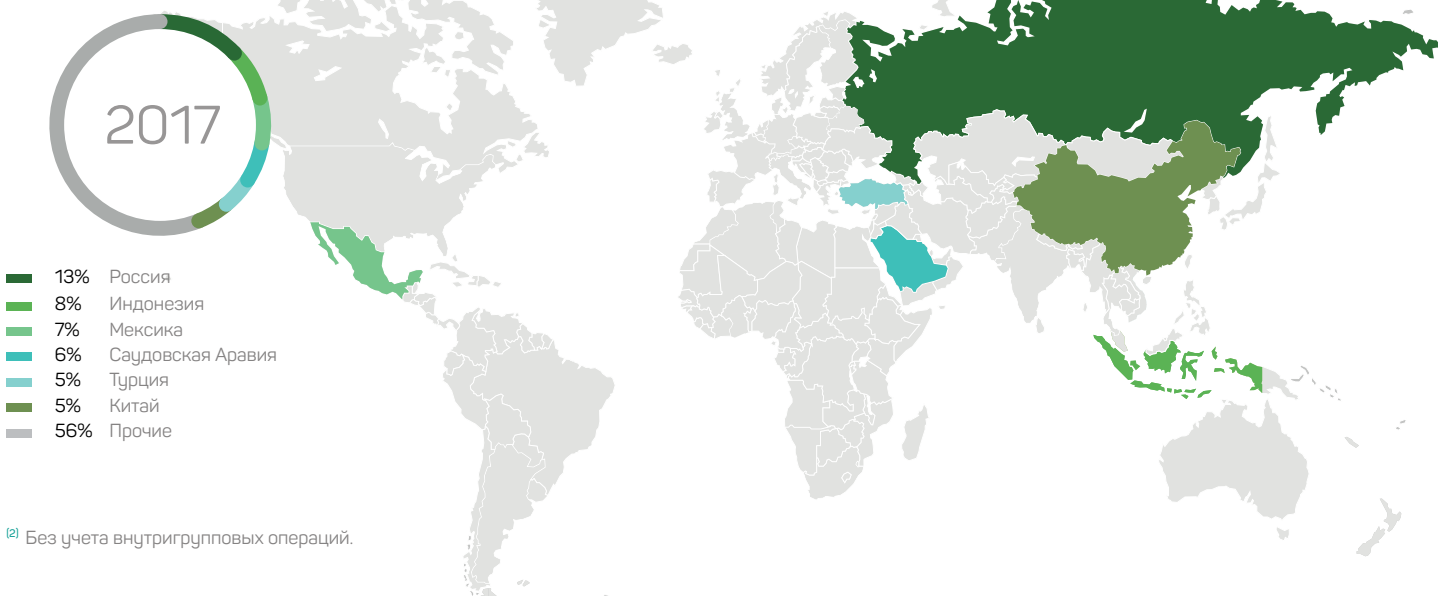 2017
13% Россия
8% Индонезия
7% Мексика
6% Саудовская Аравия
5% Турция
5% Китай
56% Прочие
(2) Без учета внутригрупповых операций.